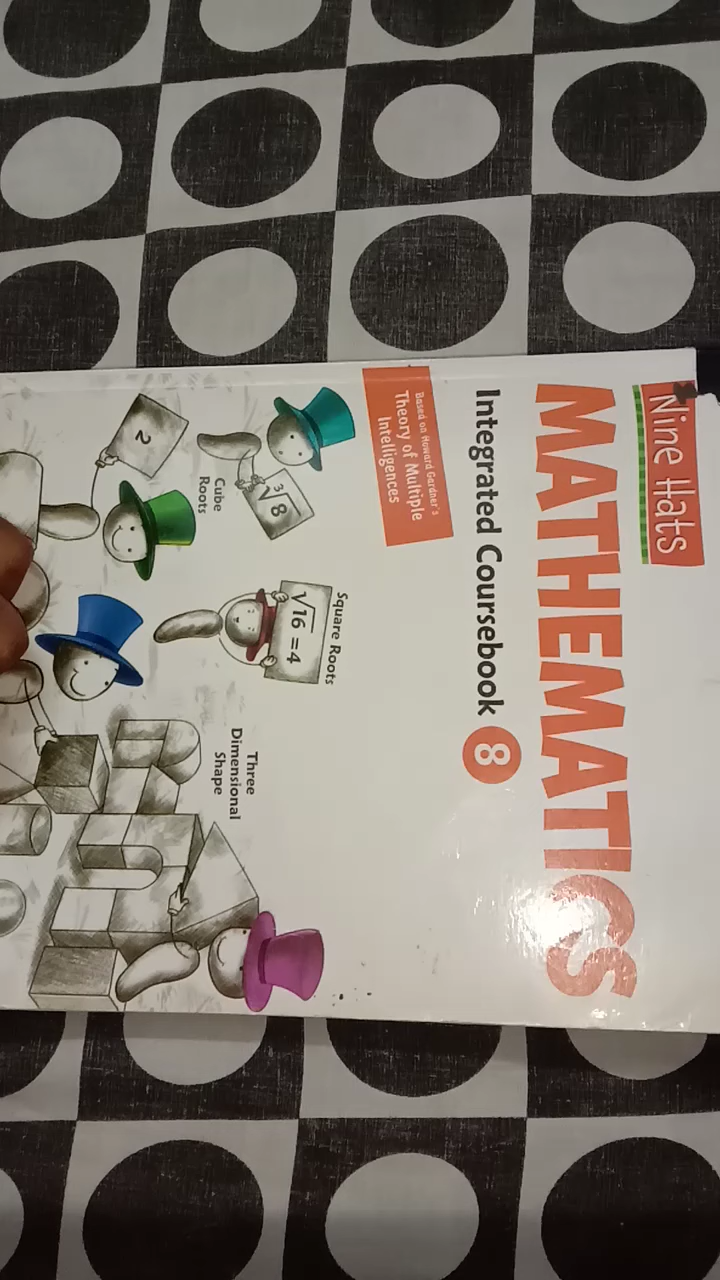 Nine Hats
MATHEMATICS
Integrated Coursebook 8
Based on Howard Gardner's
Theory of Multiple
Intelligences
Square Roots
√16 = 4
∛8
Cube
Roots
2
Three
Dimensional
Shape